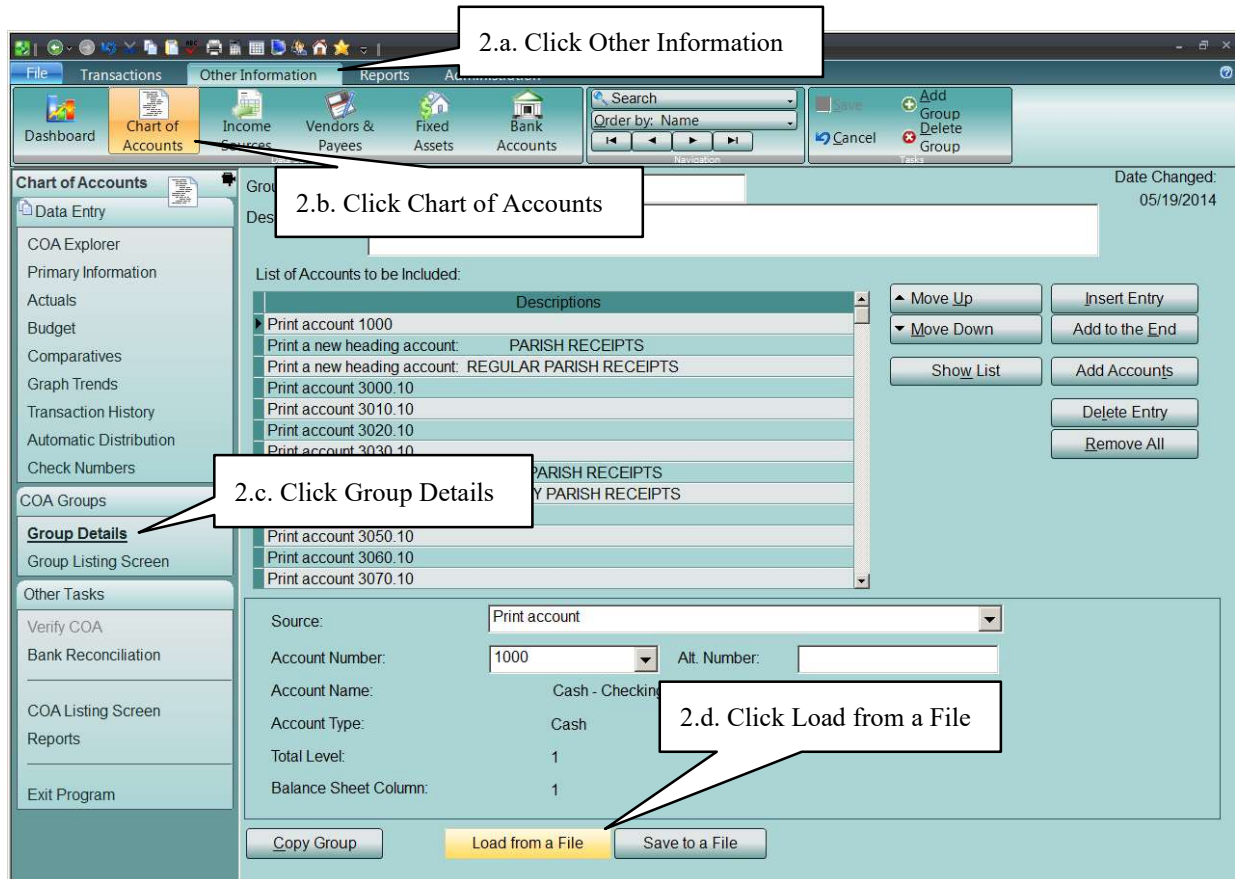 2.a. Click Other Information
File Transactions Other Information Reports
Dashboard
Chart of Accounts
Vendors & Payees
Fixed Assets
Bank Accounts
Search
Order by: Name
Navigation
Save
Cancel
Add Group
Delete Group
Tasks
Chart of Accounts
2.b. Click Chart of Accounts
Date Changed:
05/19/2014
Data Entry
COA Explorer
Primary Information
Actuals
Budget
Comparatives
Graph Trends
Transaction History
Automatic Distribution
Check Numbers
COA Groups
Group Details
Group Listing Screen
Other Tasks
Verify COA
Bank Reconciliation
COA Listing Screen
Reports
Exit Program
List of Accounts to be Included:
Descriptions
Print account 1000
Print a new heading account: PARISH RECEIPTS
Print a new heading account: REGULAR PARISH RECEIPTS
Print account 3000.10
Print account 3010.10
Print account 3020.10
Print account 3030.10
PARISH RECEIPTS
Y PARISH RECEIPTS
Print account 3050.10
Print account 3060.10
Print account 3070.10
2.c. Click Group Details
Move Up
Move Down
Show List
Insert Entry
Add to the End
Add Accounts
Delete Entry
Remove All
Source: Print account
Account Number: 1000 Alt. Number:
Account Name: Cash - Checking
Account Type: Cash
Total Level: 1
Balance Sheet Column: 1
2.d. Click Load from a File
Copy Group
Load from a File
Save to a File